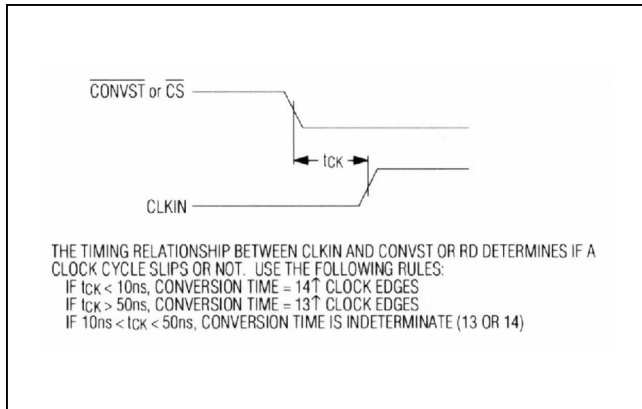 CONVST or CS
tCK
CLKIN
THE TIMING RELATIONSHIP BETWEEN CLKIN AND CONVST OR RD DETERMINES IF A
CLOCK CYCLE SLIPS OR NOT. USE THE FOLLOWING RULES:
IF tCK < 10ns, CONVERSION TIME = 14↑ CLOCK EDGES
IF tCK > 50ns, CONVERSION TIME = 13↑ CLOCK EDGES
IF 10ns < tCK < 50ns, CONVERSION TIME IS INDETERMINATE (13 OR 14)